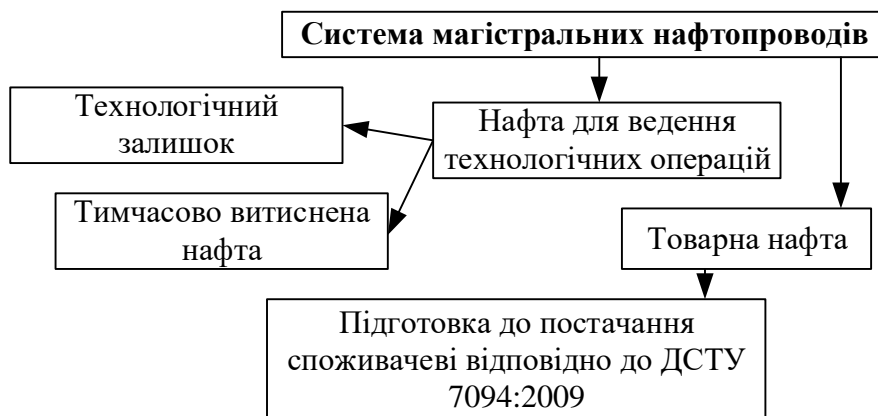 Система магістральних нафтопроводів
Технологічний
залишок
Нафта для ведення
технологічних операцій
Тимчасово витиснена
нафта
Товарна нафта
Підготовка до постачання
споживачеві відповідно до ДСТУ
7094:2009